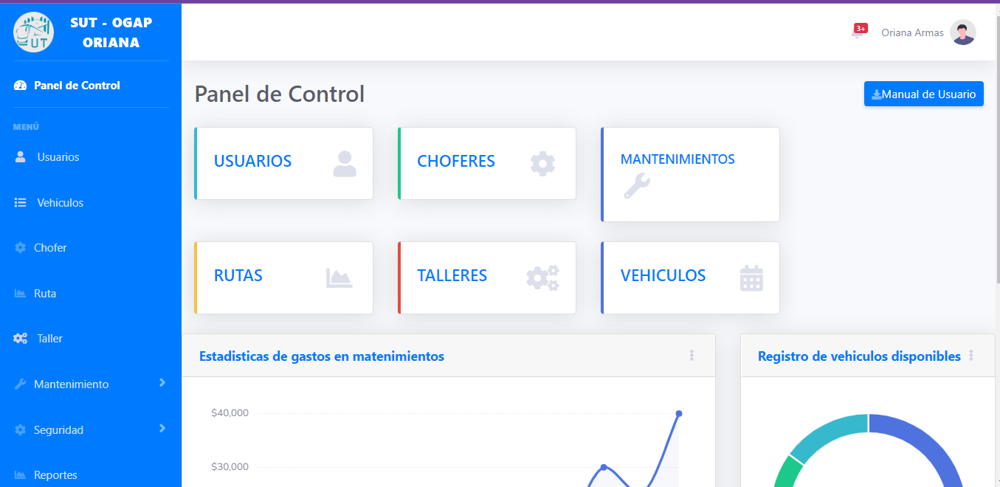 UT
SUT - OGAP
ORIANA
3+
Oriana Armas
Panel de Control
MENÚ
Usuarios
Vehiculos
Chofer
Ruta
Taller
Mantenimiento
Seguridad
Reportes
Panel de Control
Manual de Usuario
USUARIOS
CHOFERES
MANTENIMIENTOS
RUTAS
TALLERES
VEHICULOS
Estadisticas de gastos en matenimientos
$40,000
$30,000
Registro de vehiculos disponibles